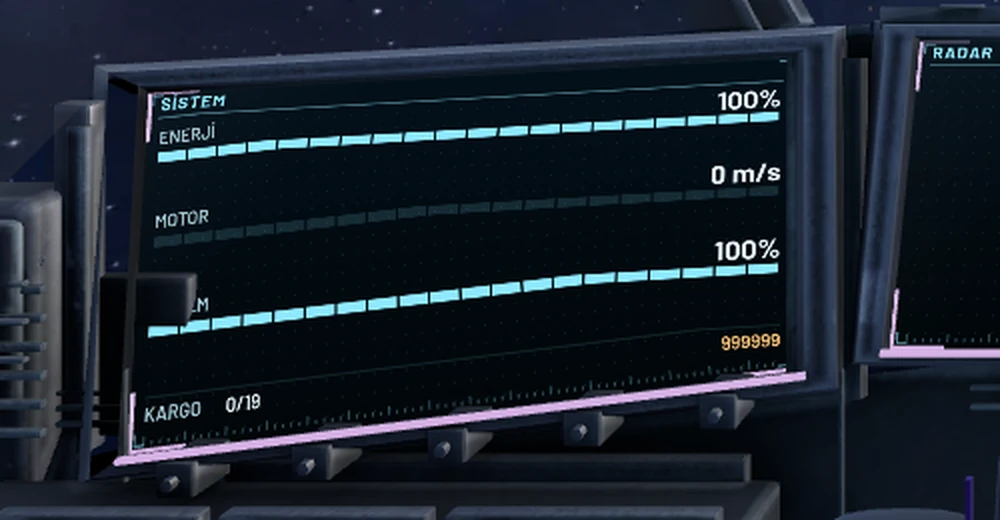 SİSTEM
ENERJİ 100%
MOTOR 0 m/s
100%
999999
KARGO 0/19
RADAR